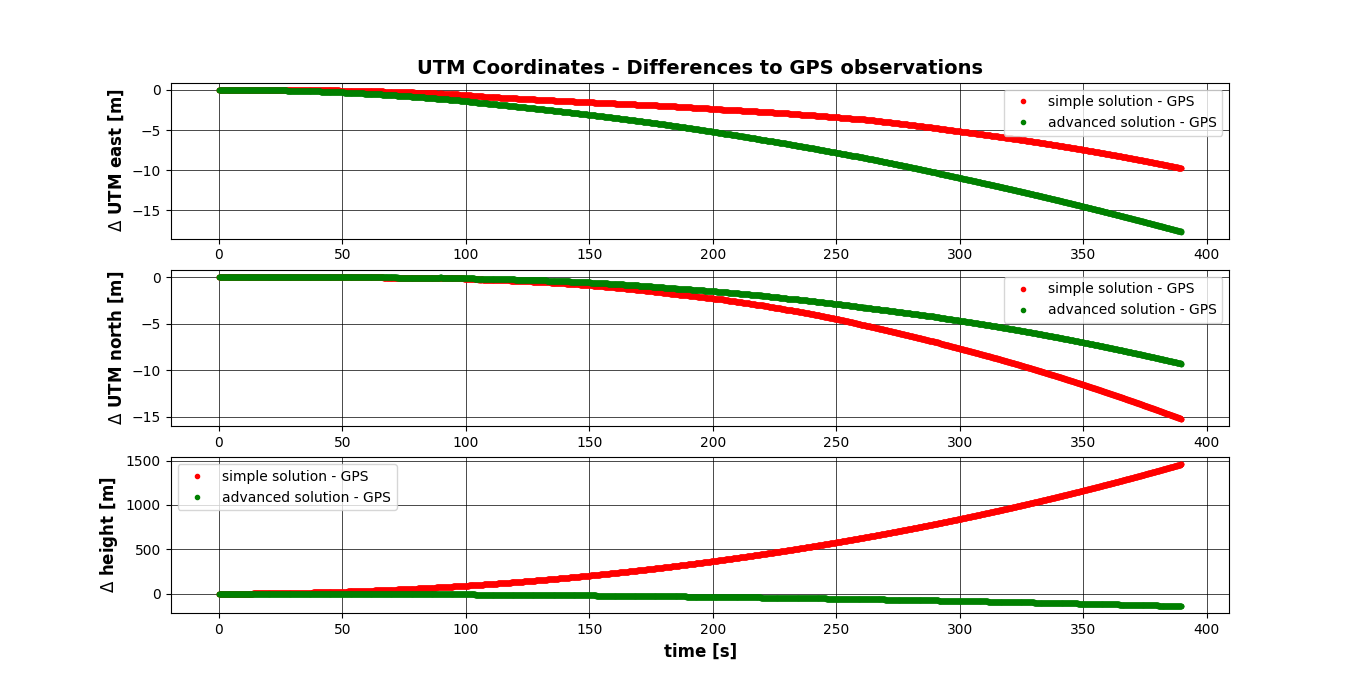 UTM Coordinates - Differences to GPS observations
Δ UTM east [m]
0
−5
−10
−15
simple solution - GPS
advanced solution - GPS
0 50 100 150 200 250 300 350 400
Δ UTM north [m]
0
−5
−10
−15
simple solution - GPS
advanced solution - GPS
0 50 100 150 200 250 300 350 400
Δ height [m]
1500
1000
500
0
simple solution - GPS
advanced solution - GPS
0 50 100 150 200 250 300 350 400
time [s]